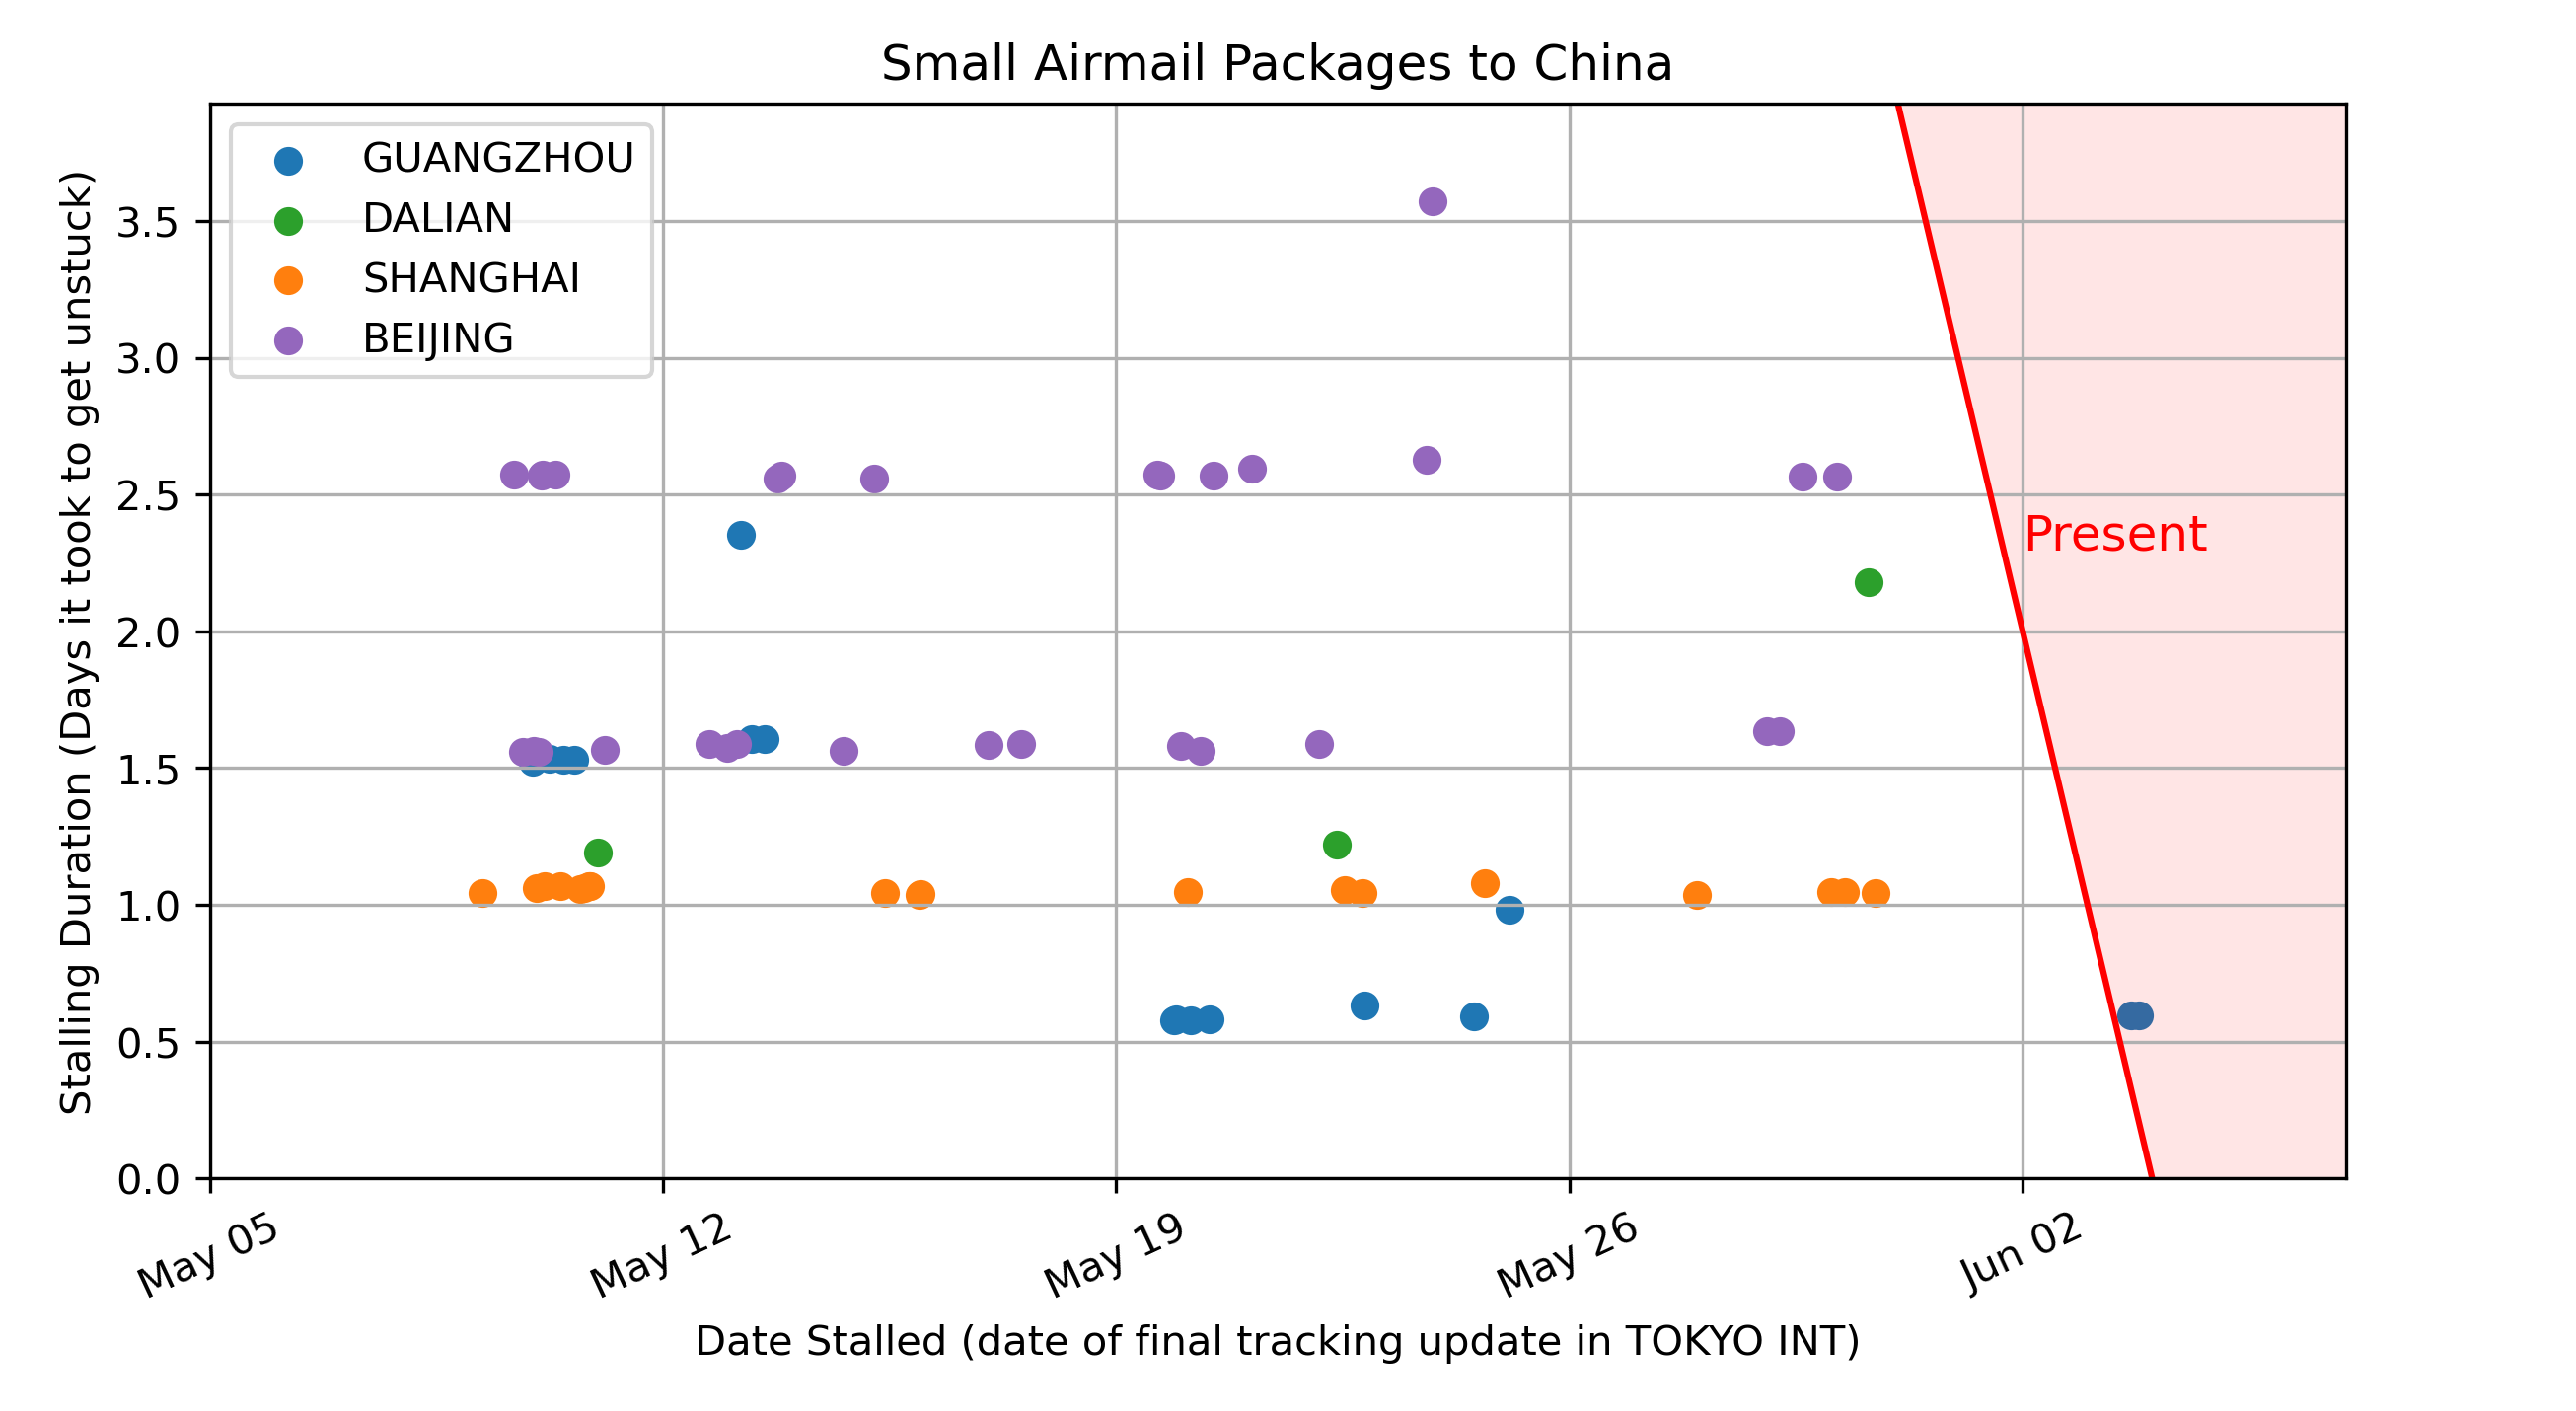 Small Airmail Packages to China
GUANGZHOU
DALIAN
SHANGHAI
BEIJING
Stalling Duration (Days it took to get unstuck)
3.5
3.0
2.5
2.0
1.5
1.0
0.5
0.0
Present
May 05
May 12
May 19
May 26
Jun 02
Date Stalled (date of final tracking update in TOKYO INT)